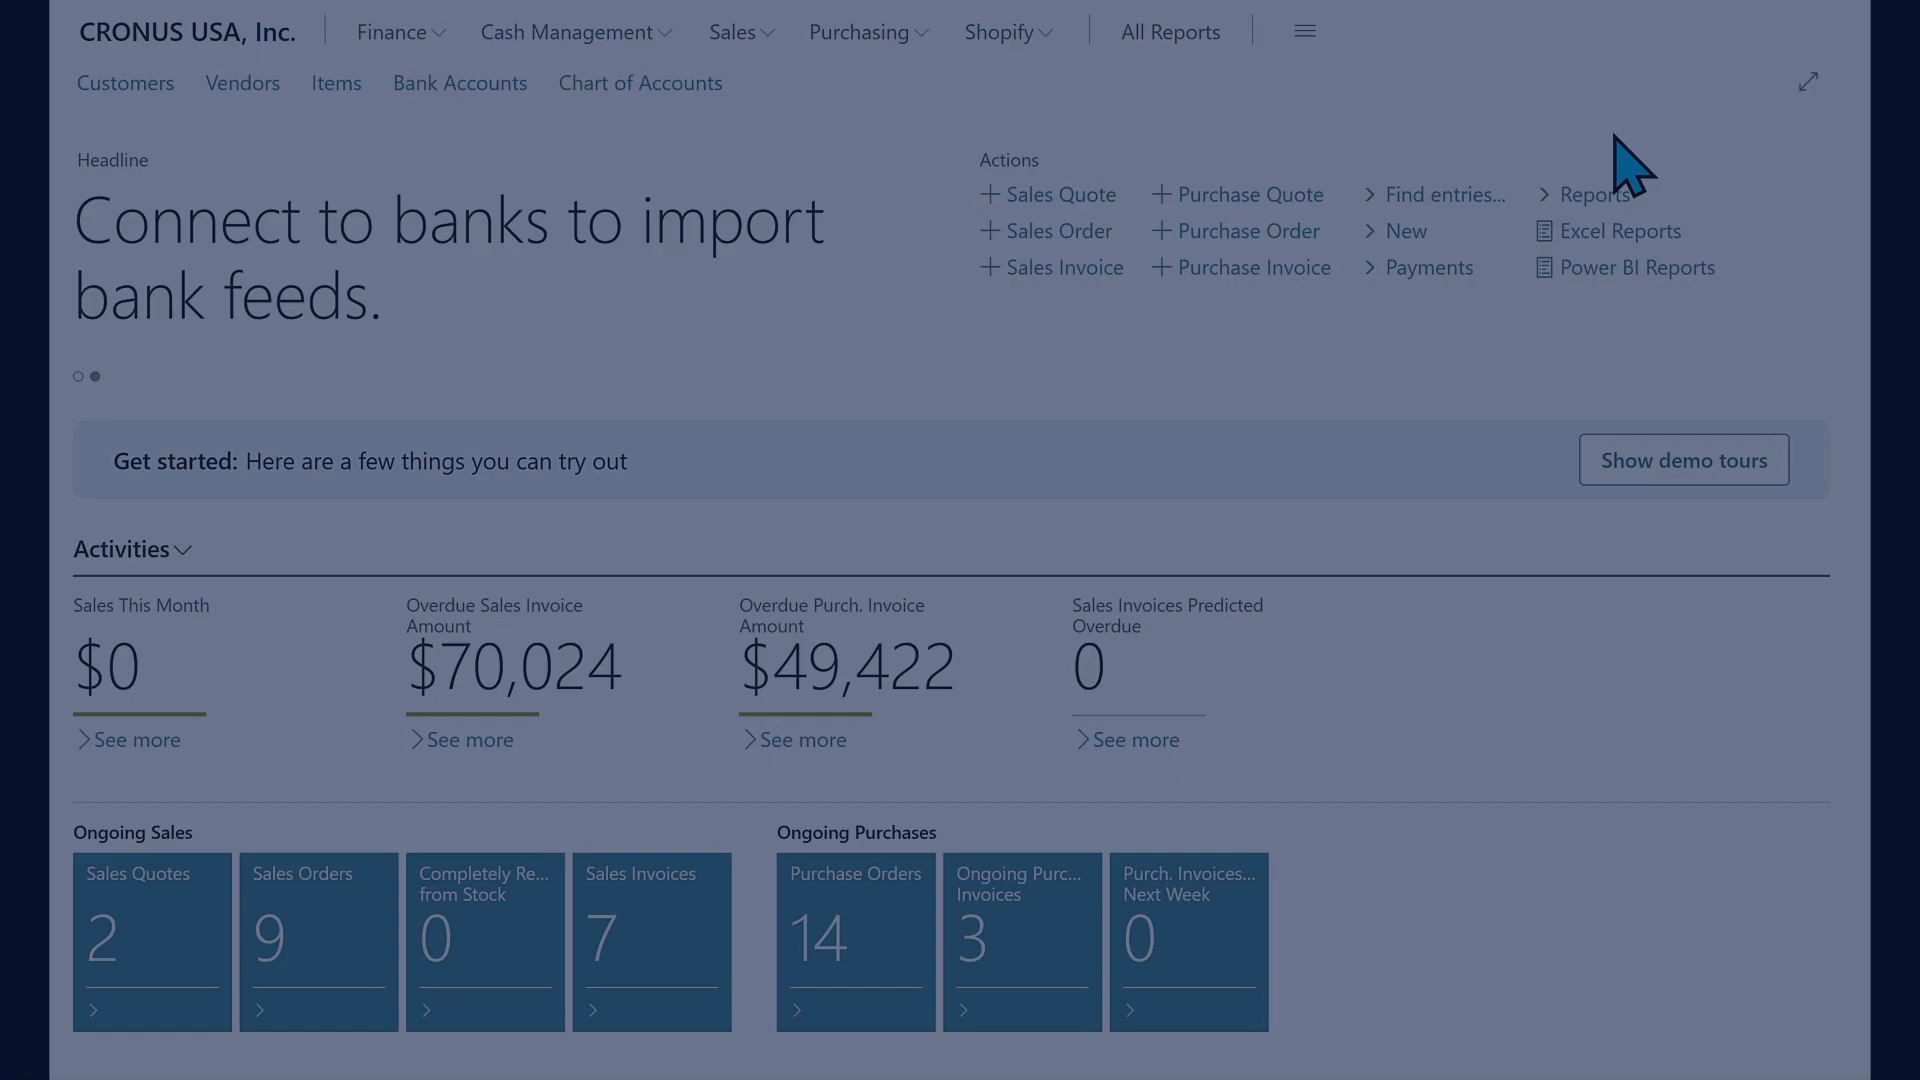 CRONUS USA, Inc. Finance Cash Management Sales Purchasing Shopify All Reports
Customers Vendors Items Bank Accounts Chart of Accounts
Headline
Connect to banks to import
bank feeds.
Actions
Sales Quote Purchase Quote Find entries... Reports
Sales Order Purchase Order New Excel Reports
Sales Invoice Purchase Invoice Payments Power BI Reports
Get started: Here are a few things you can try out
Show demo tours
Activities
Sales This Month
$0
See more
Overdue Sales Invoice
Amount
$70,024
See more
Overdue Purch. Invoice
Amount
$49,422
See more
Sales Invoices Predicted
Overdue
0
See more
Ongoing Sales
Sales Quotes
2
Sales Orders
9
Completely Re...
from Stock
0
Sales Invoices
7
Ongoing Purchases
Purchase Orders
14
Ongoing Purc...
Invoices
3
Purch. Invoices...
Next Week
0